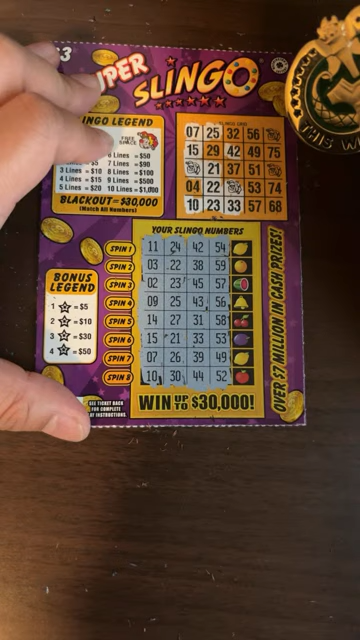 3
UPER
SLINGO
INGO LEGEND
FREE SPACE
6 Lines = $50
= $5 7 Lines = $90
3 Lines = $10 8 Lines = $100
4 Lines = $15 9 Lines = $500
5 Lines = $20 10 Lines = $1,000
BLACKOUT = $30,000
(Match All Numbers)
SLINGO GRID
07 25 32 56
15 29 42 49 75
21 37 51
04 22 53 74
10 23 33 57 68
THIS W
YOUR SLINGO NUMBERS
SPIN 1 11 24 42 54
SPIN 2 03 22 38 59
SPIN 3 02 23 45 57
SPIN 4 09 25 43 56
SPIN 5 14 27 31 58
SPIN 6 15 21 33 53
SPIN 7 07 26 39 49
SPIN 8 10 30 44 52
BONUS LEGEND
1 = $5
2 = $10
3 = $30
4 = $50
SEE TICKET BACK
FOR COMPLETE
INSTRUCTIONS.
WIN UP TO $30,000!
OVER $7 MILLION IN CASH PRIZES!